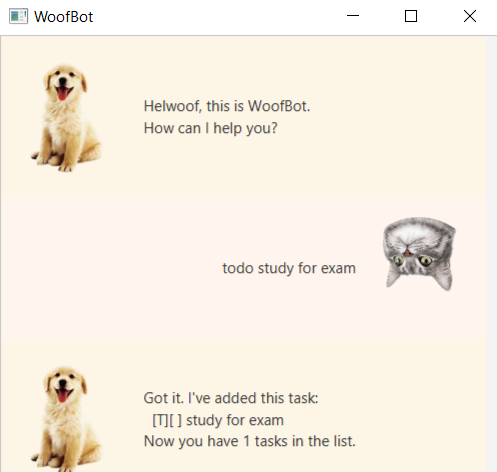 WoofBot
Helwoof, this is WoofBot.
How can I help you?
todo study for exam
Got it. I've added this task:
[T][ ] study for exam
Now you have 1 tasks in the list.